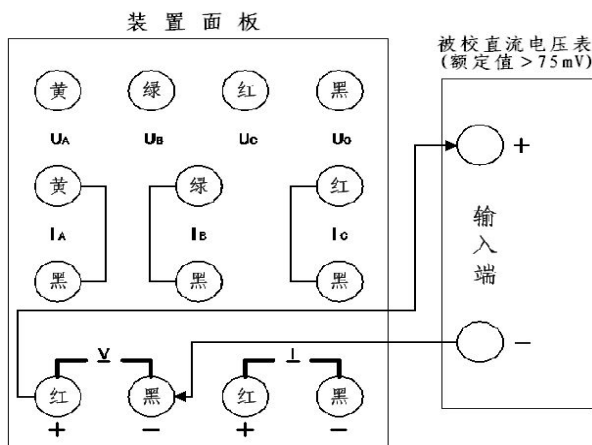 装置面板
被校直流电压表
(额定值>75mV)
黄 绿 红 黑
UA UB UC U0
+
黄 绿 红
输入端
IA IB IC
黑 黑 黑
−
V I
红 黑 红 黑
+ − + −